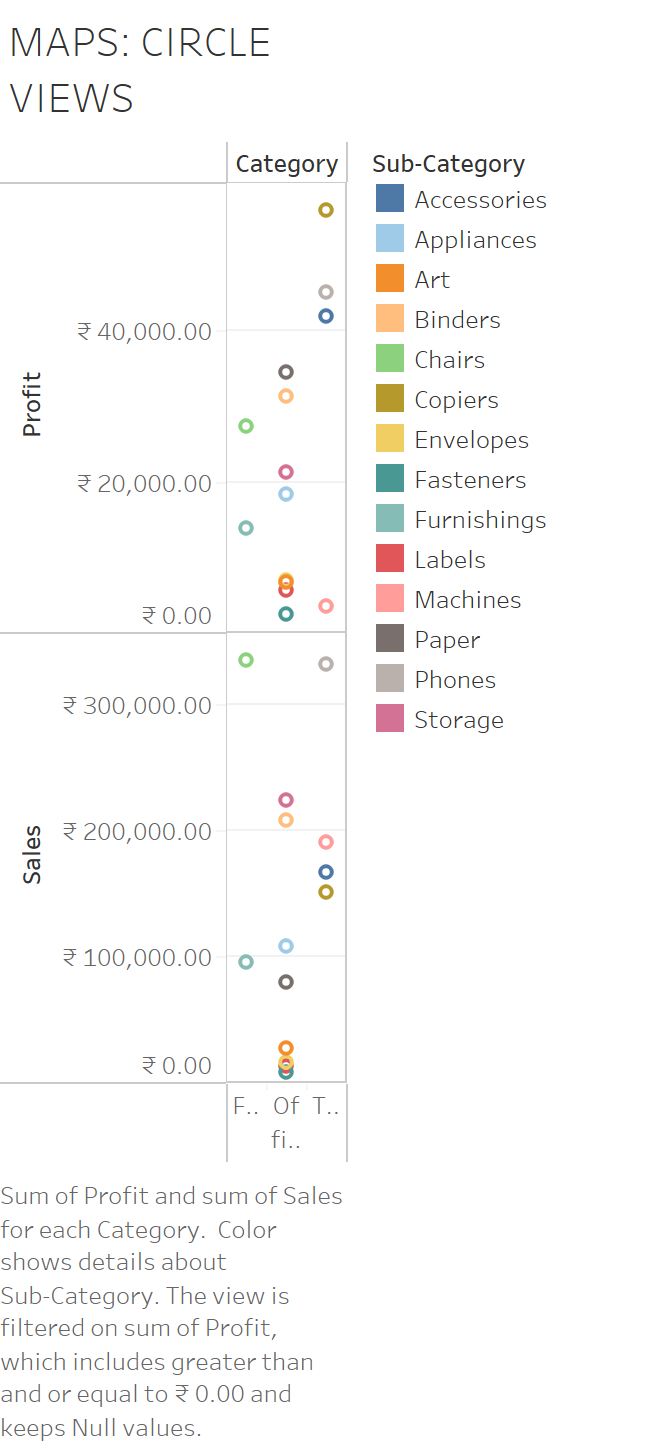 MAPS: CIRCLE
VIEWS
Category
Sub-Category
Accessories
Appliances
Art
Binders
Chairs
Copiers
Envelopes
Fasteners
Furnishings
Labels
Machines
Paper
Phones
Storage
Profit
₹ 40,000.00
₹ 20,000.00
₹ 0.00
Sales
₹ 300,000.00
₹ 200,000.00
₹ 100,000.00
₹ 0.00
F.. Of T..
fi..
Sum of Profit and sum of Sales
for each Category.  Color
shows details about
Sub-Category. The view is
filtered on sum of Profit,
which includes greater than
and or equal to ₹ 0.00 and
keeps Null values.